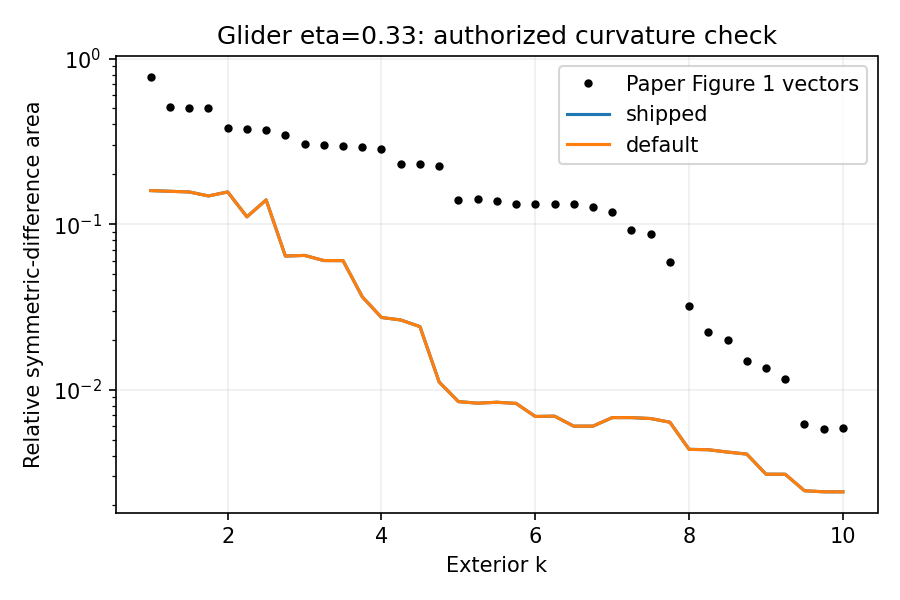 Glider eta=0.33: authorized curvature check
Relative symmetric-difference area
10⁰
10⁻¹
10⁻²
Paper Figure 1 vectors
shipped
default
2 4 6 8 10
Exterior k